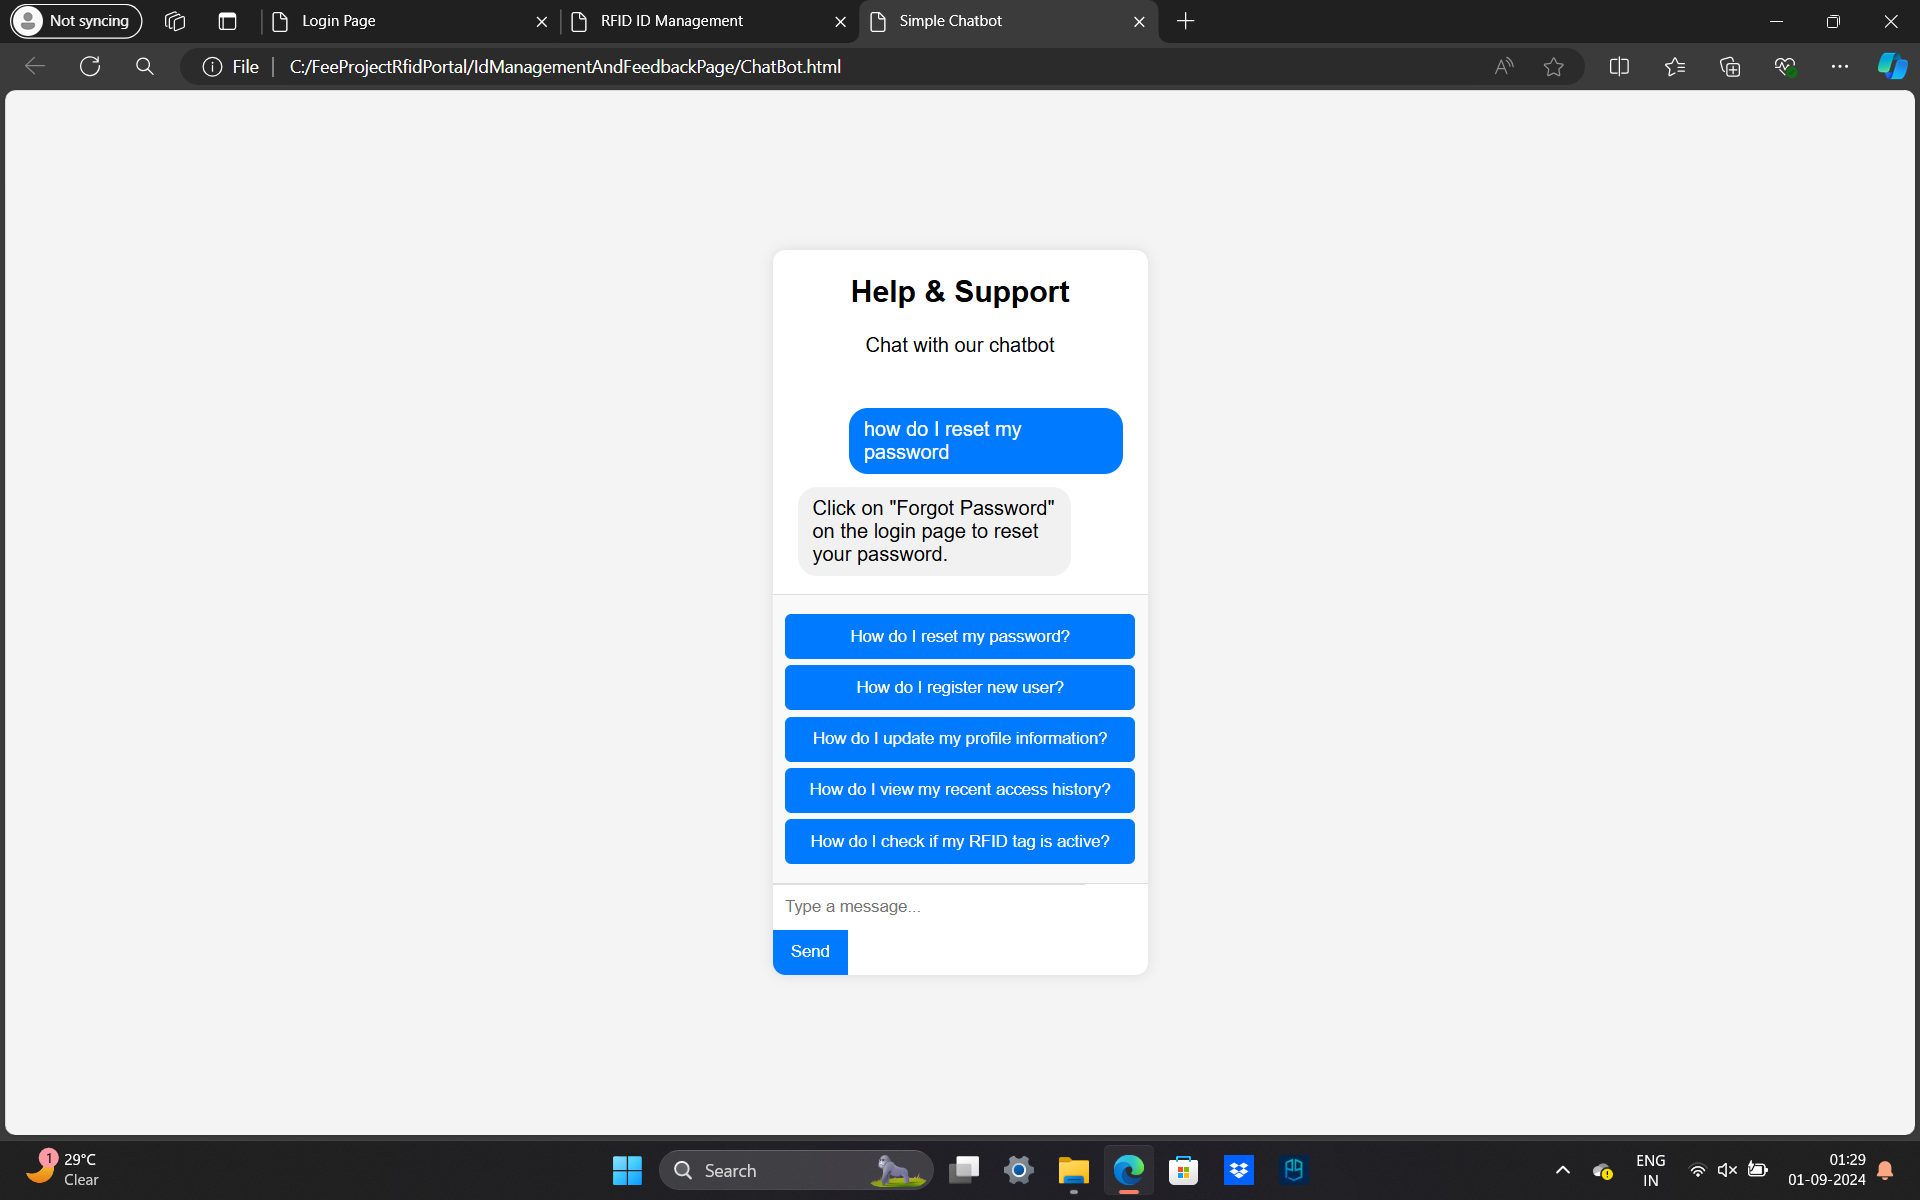 Not syncing
Login Page
RFID ID Management
Simple Chatbot
File
C:/FeeProjectRfidPortal/IdManagementAndFeedbackPage/ChatBot.html
Help & Support
Chat with our chatbot
how do I reset my
password
Click on "Forgot Password"
on the login page to reset
your password.
How do I reset my password?
How do I register new user?
How do I update my profile information?
How do I view my recent access history?
How do I check if my RFID tag is active?
Type a message...
Send
1
29°C
Clear
Search
ENG
IN
01:29
01-09-2024